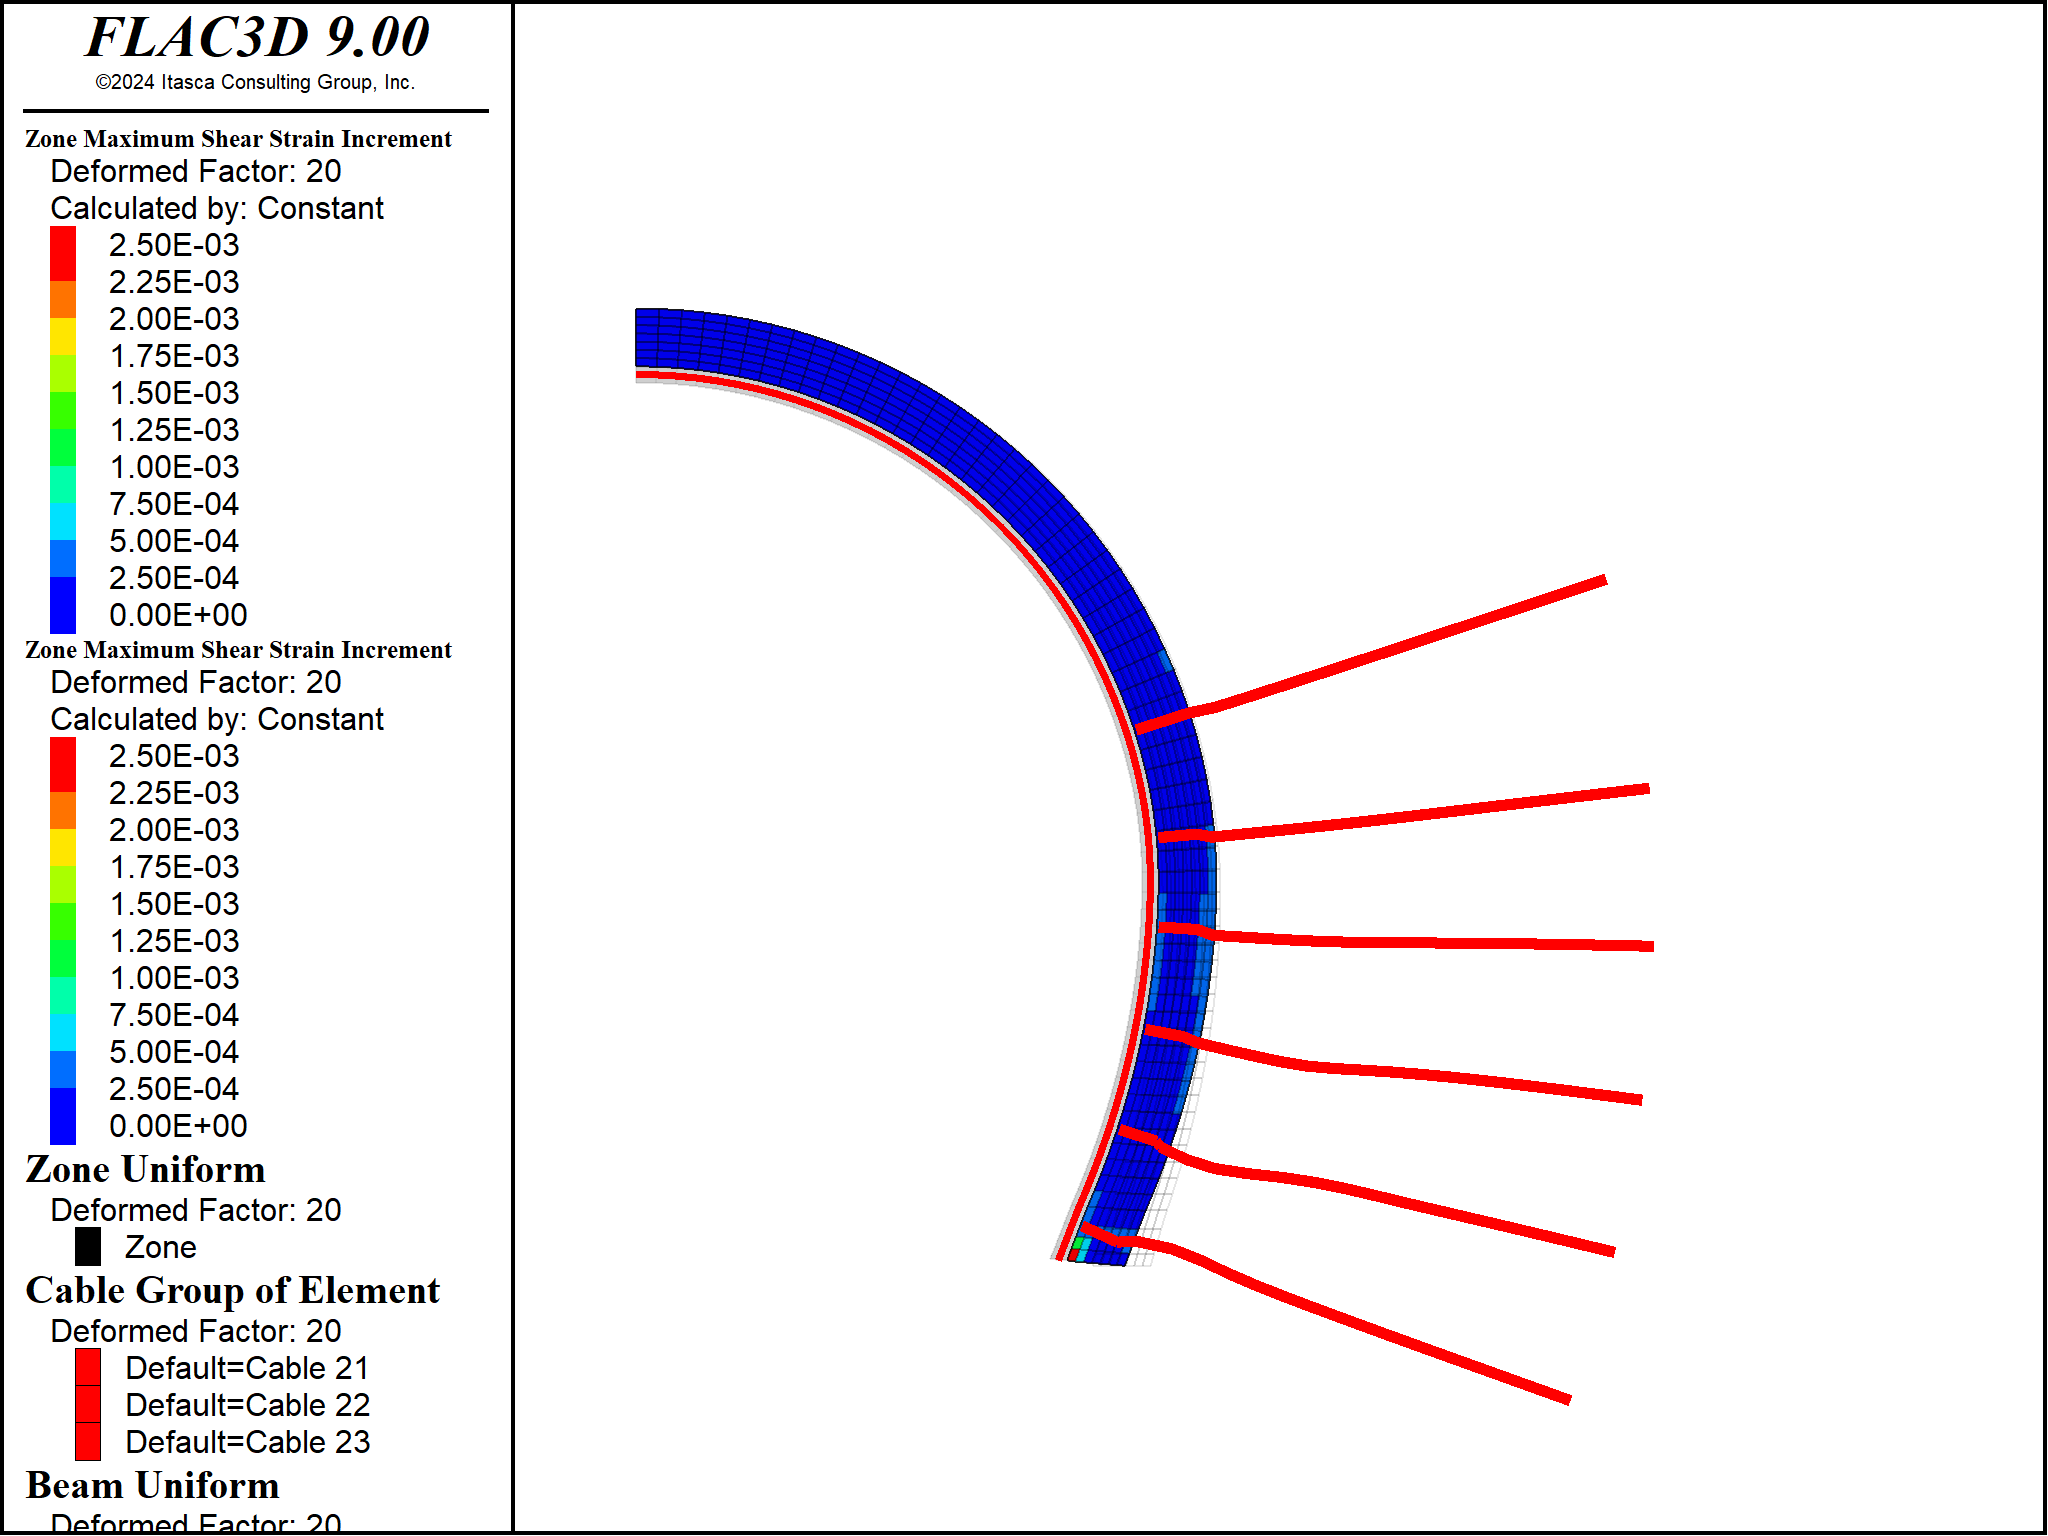 FLAC3D 9.00
©2024 Itasca Consulting Group, Inc.
Zone Maximum Shear Strain Increment
Deformed Factor: 20
Calculated by: Constant
2.50E-03
2.25E-03
2.00E-03
1.75E-03
1.50E-03
1.25E-03
1.00E-03
7.50E-04
5.00E-04
2.50E-04
0.00E+00
Zone Maximum Shear Strain Increment
Deformed Factor: 20
Calculated by: Constant
2.50E-03
2.25E-03
2.00E-03
1.75E-03
1.50E-03
1.25E-03
1.00E-03
7.50E-04
5.00E-04
2.50E-04
0.00E+00
Zone Uniform
Deformed Factor: 20
Zone
Cable Group of Element
Deformed Factor: 20
Default=Cable 21
Default=Cable 22
Default=Cable 23
Beam Uniform
Deformed Factor: 20